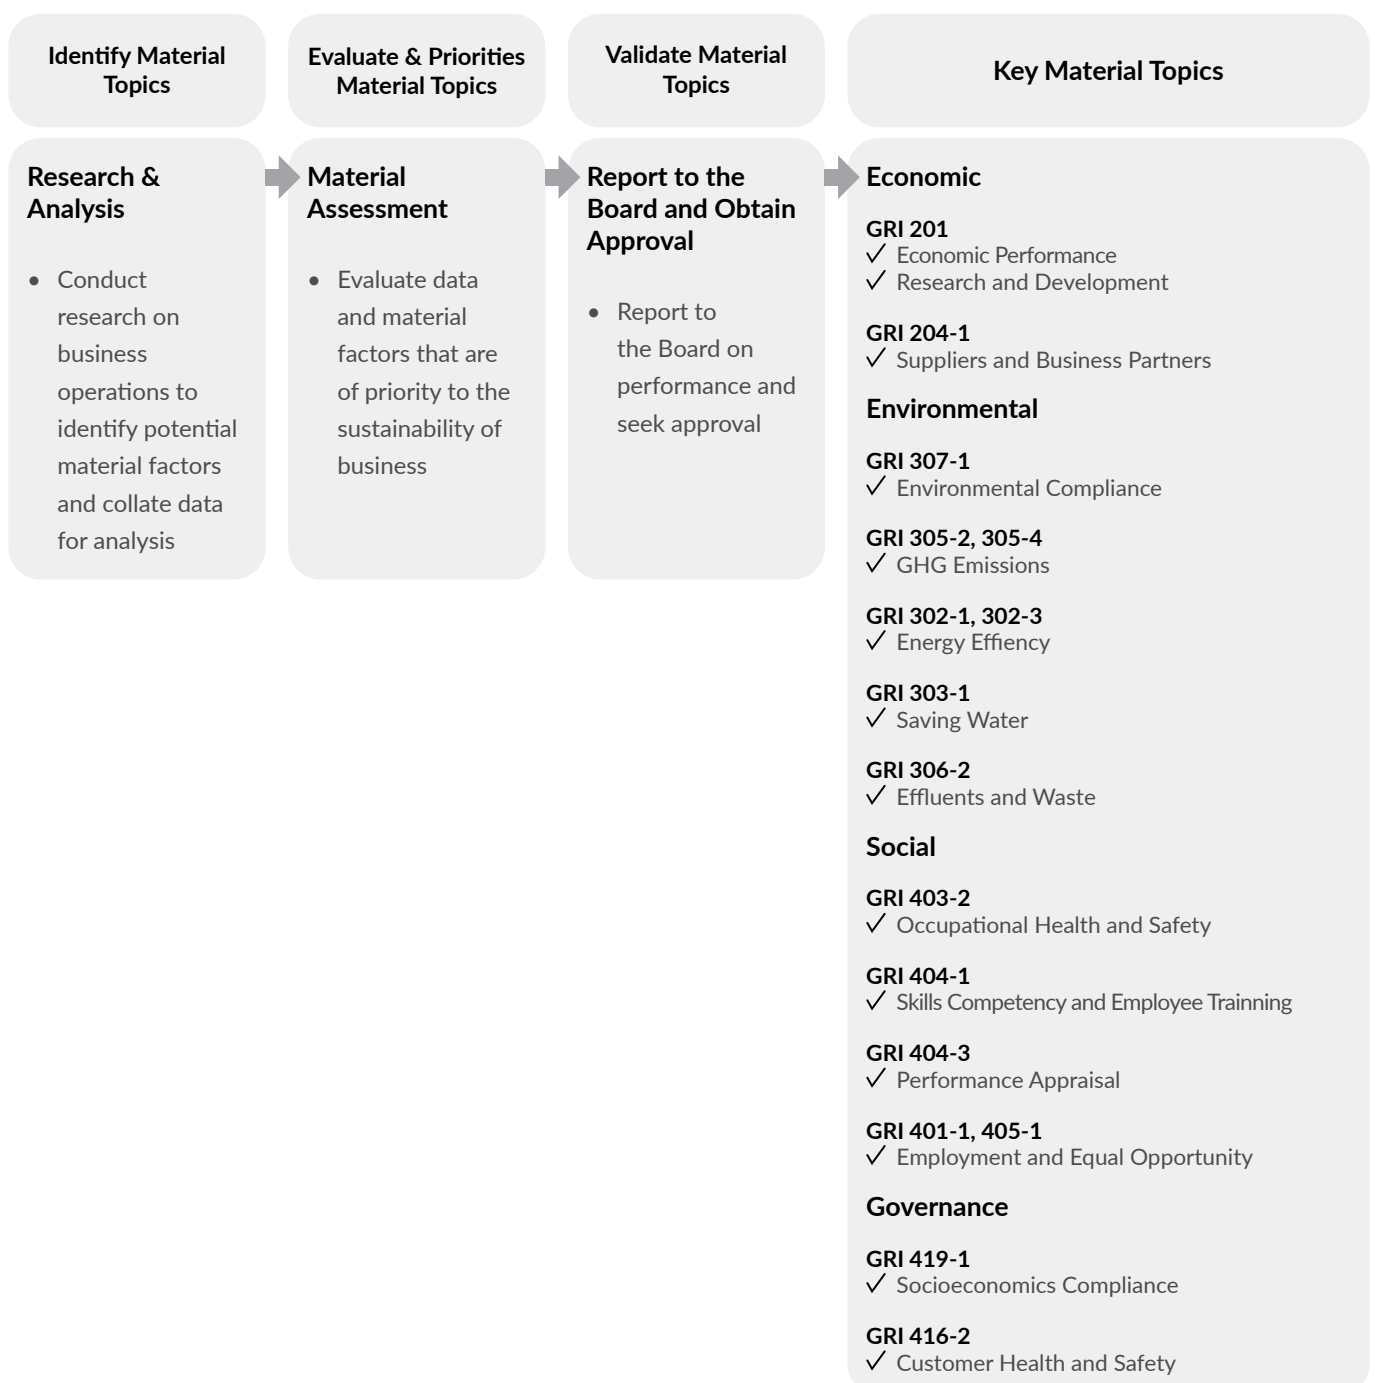 Identify Material
Topics
Evaluate & Priorities
Material Topics
Validate Material
Topics
Key Material Topics
Research &
Analysis
• Conduct
research on
business
operations to
identify potential
material factors
and collate data
for analysis
Material
Assessment
• Evaluate data
and material
factors that are
of priority to the
sustainability of
business
Report to the
Board and Obtain
Approval
• Report to
the Board on
performance and
seek approval
Economic
GRI 201
✓ Economic Performance
✓ Research and Development
GRI 204-1
✓ Suppliers and Business Partners
Environmental
GRI 307-1
✓ Environmental Compliance
GRI 305-2, 305-4
✓ GHG Emissions
GRI 302-1, 302-3
✓ Energy Effiency
GRI 303-1
✓ Saving Water
GRI 306-2
✓ Effluents and Waste
Social
GRI 403-2
✓ Occupational Health and Safety
GRI 404-1
✓ Skills Competency and Employee Trainning
GRI 404-3
✓ Performance Appraisal
GRI 401-1, 405-1
✓ Employment and Equal Opportunity
Governance
GRI 419-1
✓ Socioeconomics Compliance
GRI 416-2
✓ Customer Health and Safety